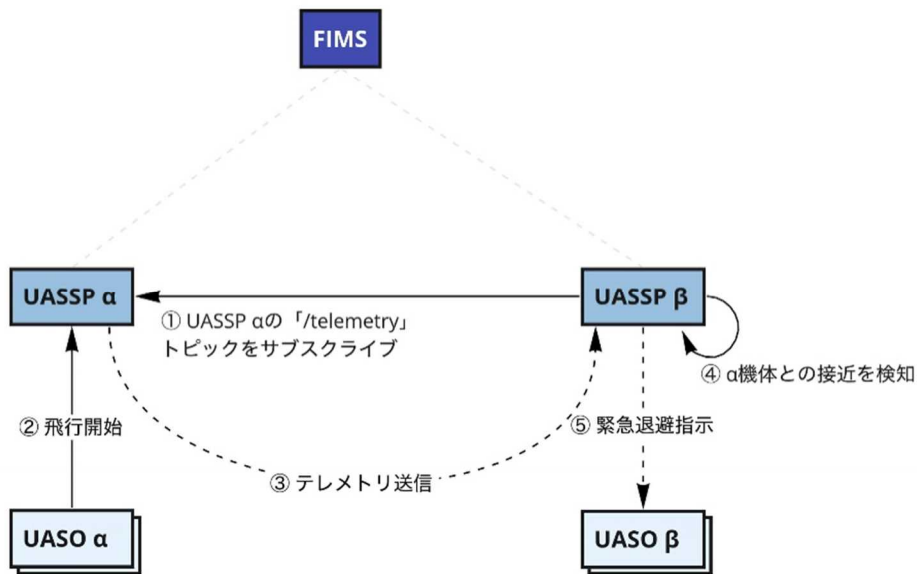 FIMS
UASSP α
UASSP β
① UASSP αの「/telemetry」
トピックをサブスクライブ
④ α機体との接近を検知
② 飛行開始
⑤ 緊急退避指示
③ テレメトリ送信
UASO α
UASO β